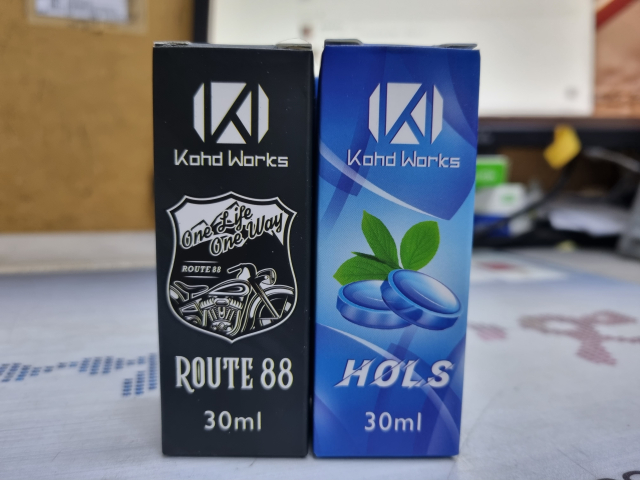 Kohd Works
One Life
One Way
ROUTE 88
ROUTE 88
30ml
Kohd Works
HOLS
30ml